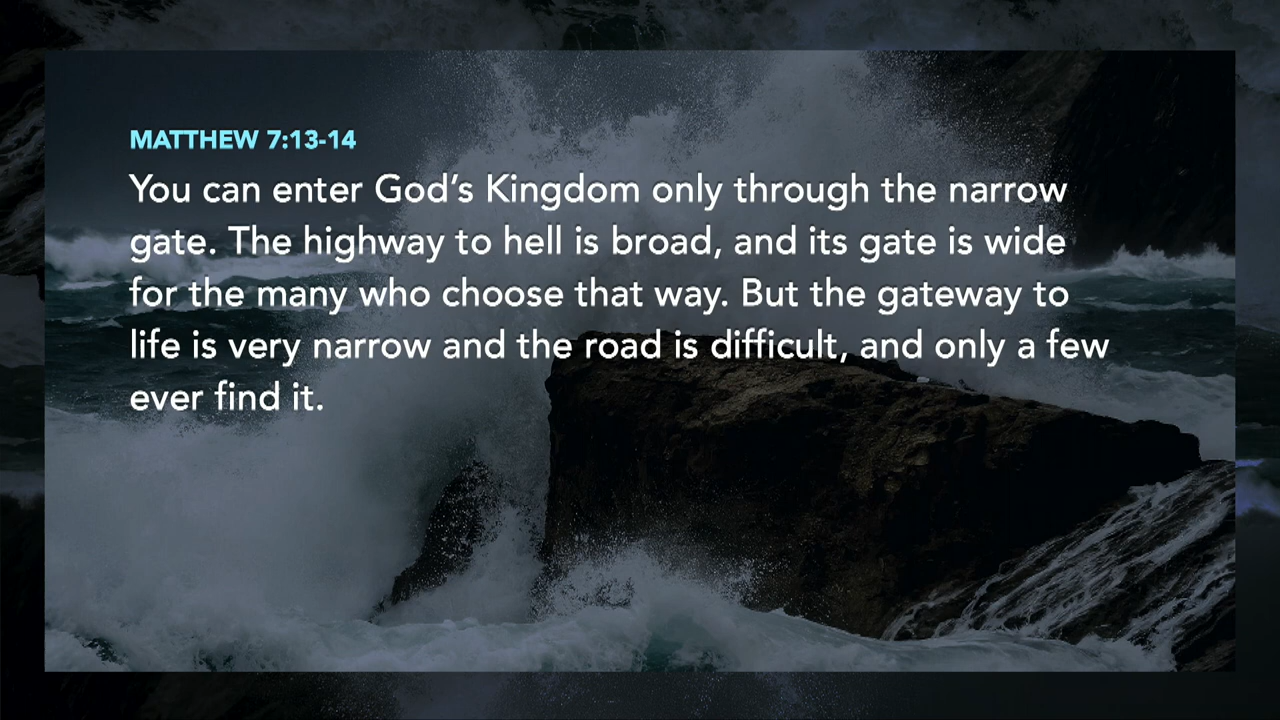 MATTHEW 7:13-14
You can enter God’s Kingdom only through the narrow
gate. The highway to hell is broad, and its gate is wide
for the many who choose that way. But the gateway to
life is very narrow and the road is difficult, and only a few
ever find it.